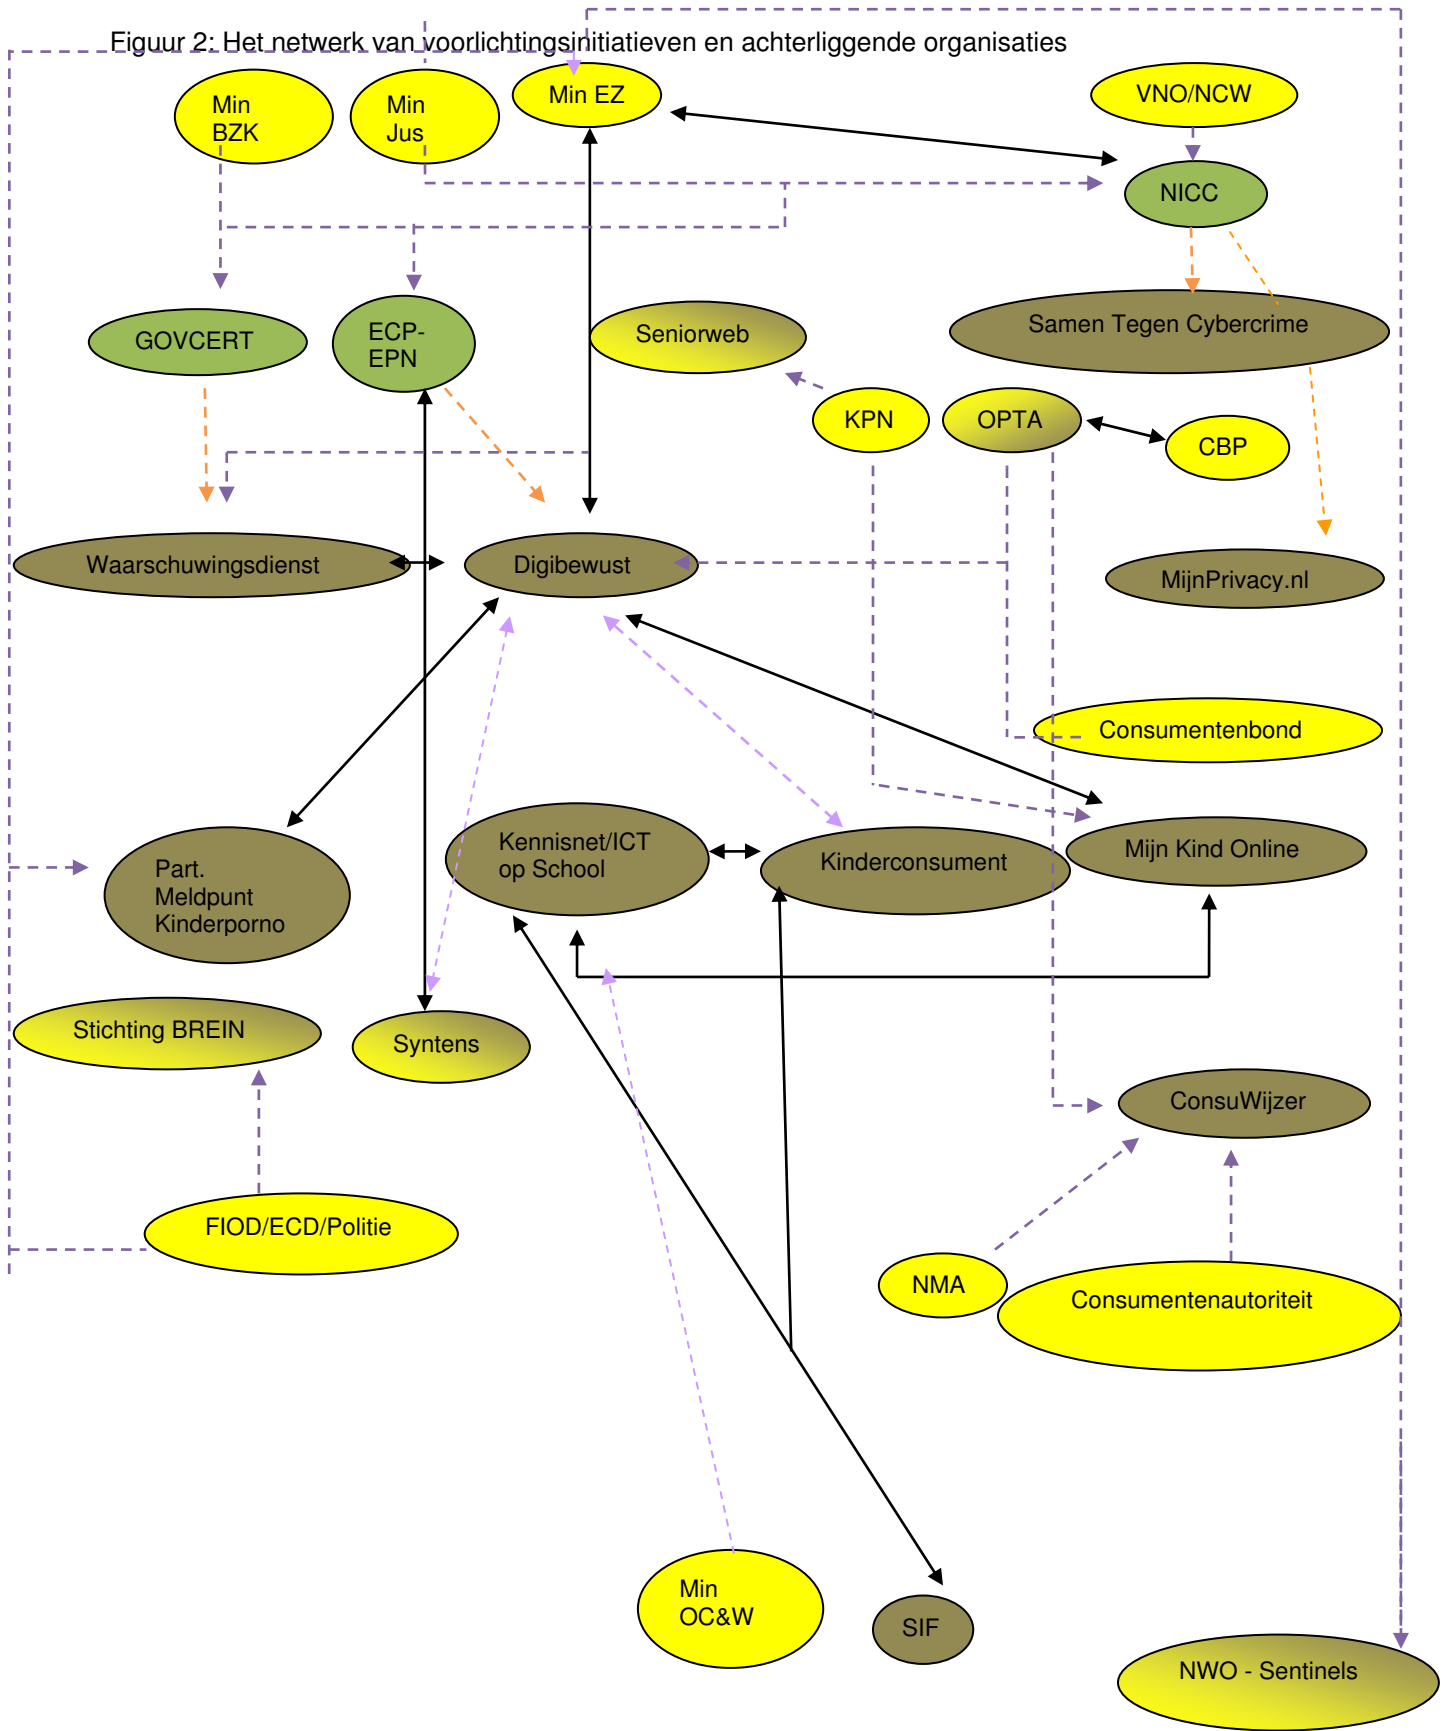 Figuur 2: Het netwerk van voorlichtingsinitiatieven en achterliggende organisaties
Min
BZK
Min
Jus
Min EZ
VNO/NCW
NICC
GOVCERT
ECP-
EPN
Seniorweb
Samen Tegen Cybercrime
KPN
OPTA
CBP
Waarschuwingsdienst
Digibewust
MijnPrivacy.nl
Consumentenbond
Part.
Meldpunt
Kinderporno
Kennisnet/ICT
op School
Kinderconsument
Mijn Kind Online
Stichting BREIN
Syntens
ConsuWijzer
FIOD/ECD/Politie
NMA
Consumentenautoriteit
Min
OC&W
SIF
NWO - Sentinels